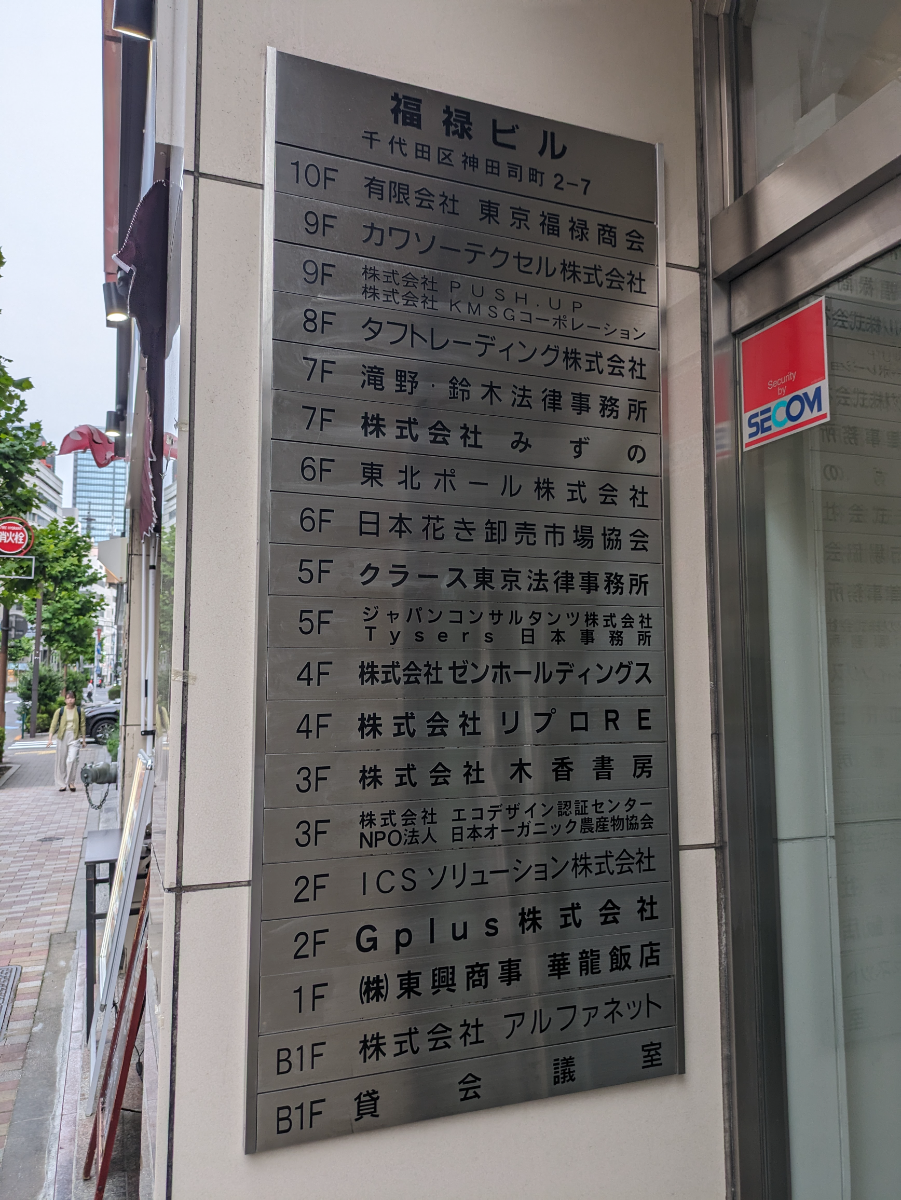 福禄ビル
千代田区神田司町2-7
10F 有限会社 東京福禄商会
9F カワソーテクセル株式会社
9F 株式会社 PUSH.UP
株式会社 KMSGコーポレーション
8F タフトレーディング株式会社
7F 滝野・鈴木法律事務所
7F 株式会社みずの
6F 東北ポール株式会社
6F 日本花き卸売市場協会
5F クラース東京法律事務所
5F ジャパンコンサルタンツ株式会社
Tysers 日本事務所
4F 株式会社ゼンホールディングス
4F 株式会社 リプロRE
3F 株式会社 木香書房
3F 株式会社 エコデザイン認証センター
NPO法人 日本オーガニック農産物協会
2F ICSソリューション株式会社
2F Gplus株式会社
1F ㈱東興商事 華龍飯店
B1F 株式会社 アルファネット
B1F 貸会議室
Security
by
SECOM
消火栓